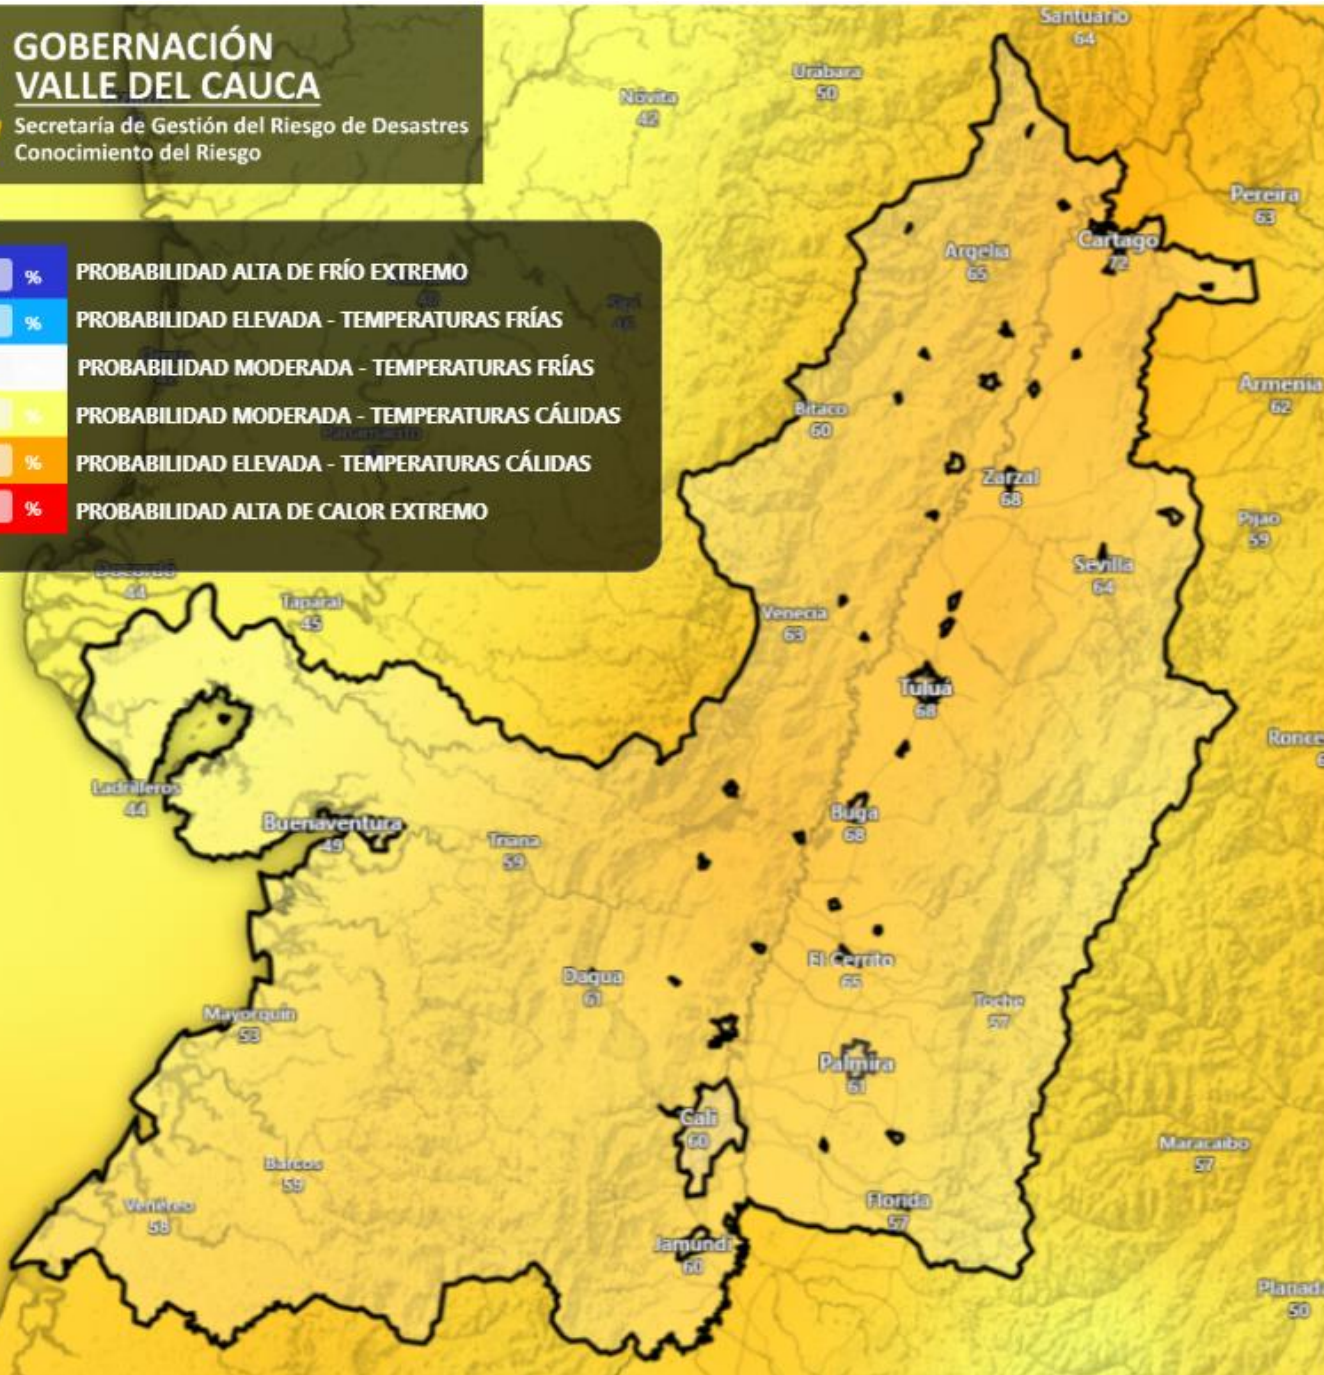 GOBERNACIÓN
VALLE DEL CAUCA
Secretaría de Gestión del Riesgo de Desastres
Conocimiento del Riesgo
% PROBABILIDAD ALTA DE FRÍO EXTREMO
% PROBABILIDAD ELEVADA - TEMPERATURAS FRÍAS
PROBABILIDAD MODERADA - TEMPERATURAS FRÍAS
% PROBABILIDAD MODERADA - TEMPERATURAS CÁLIDAS
% PROBABILIDAD ELEVADA - TEMPERATURAS CÁLIDAS
% PROBABILIDAD ALTA DE CALOR EXTREMO
Santuario
64
Urábara
50
Nóvita
42
Pereira
63
Cartago
72
Argelia
65
Armenia
62
Bitaco
60
Zarzal
68
Pijao
59
Sevilla
64
Docordó
44
Taparal
45
Venecia
63
Tuluá
68
Ronce
Ladrilleros
44
Buenaventura
49
Buga
68
Triana
59
El Cerrito
65
Dagua
61
Toche
57
Mayorquín
53
Palmira
61
Cali
60
Maracaibo
57
Barcos
59
Florida
57
58
Jamundí
60
Planad
50